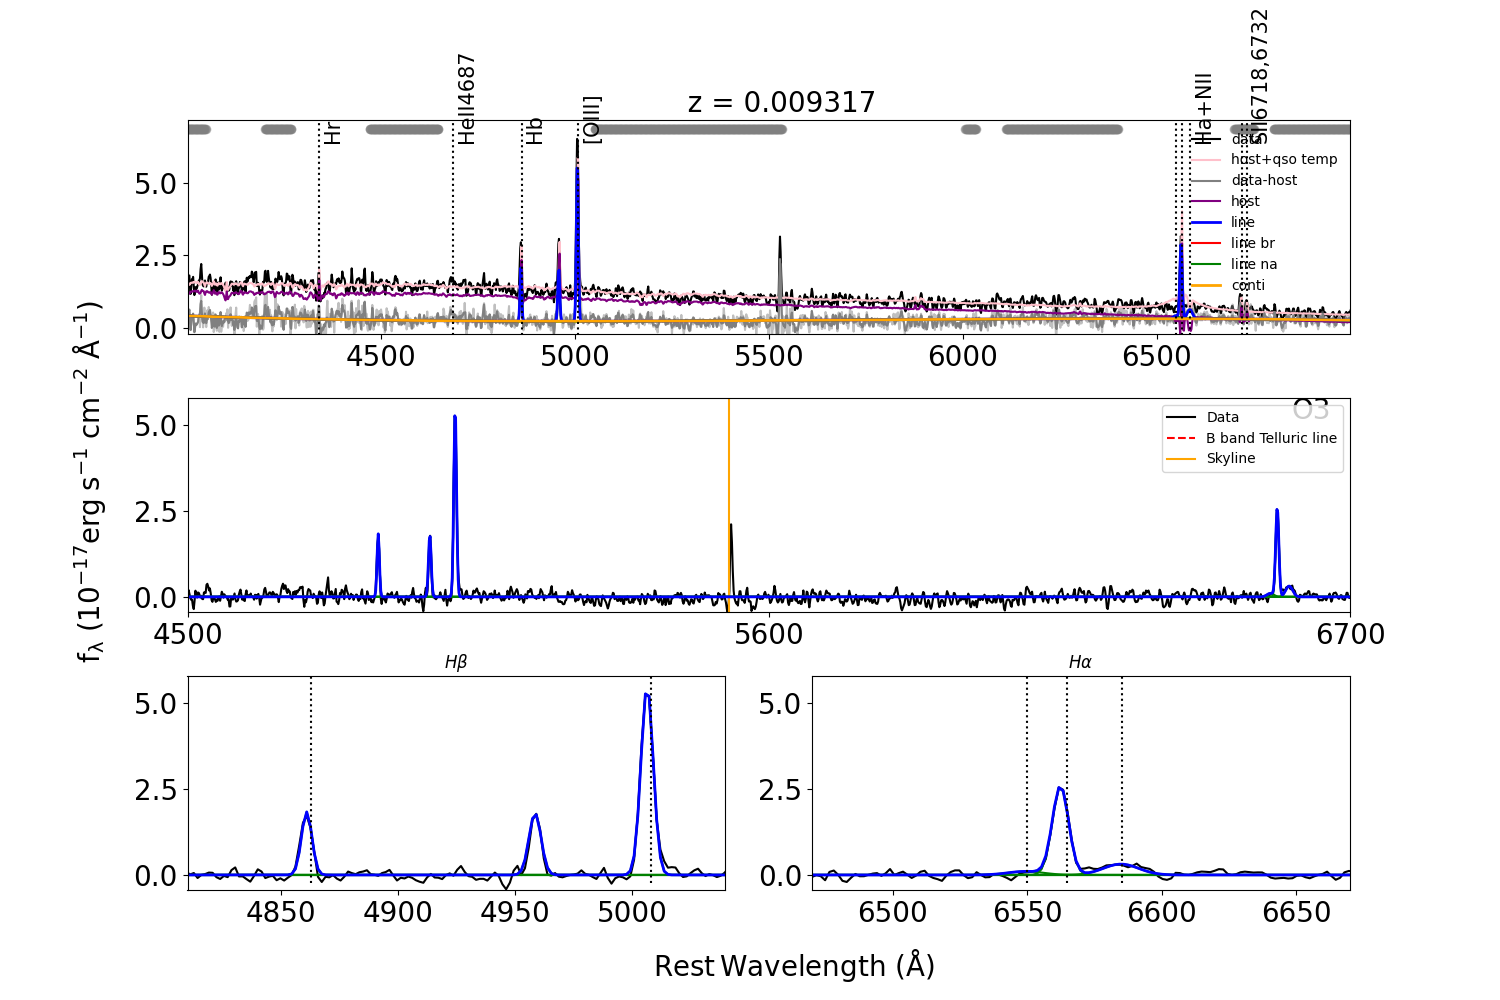 z = 0.009317
Hr
HeII4687
Hb
[OIII]
Ha+NII
SII6718,6732
data
host+qso temp
data-host
host
line
line br
line na
conti
5.0
2.5
0.0
4500
5000
5500
6000
6500
O3
Data
B band Telluric line
Skyline
5.0
2.5
0.0
4500
5600
6700
fλ (10⁻¹⁷erg s⁻¹ cm⁻² Å⁻¹)
Hβ
5.0
2.5
0.0
4850
4900
4950
5000
Hα
5.0
2.5
0.0
6500
6550
6600
6650
Rest Wavelength (Å)